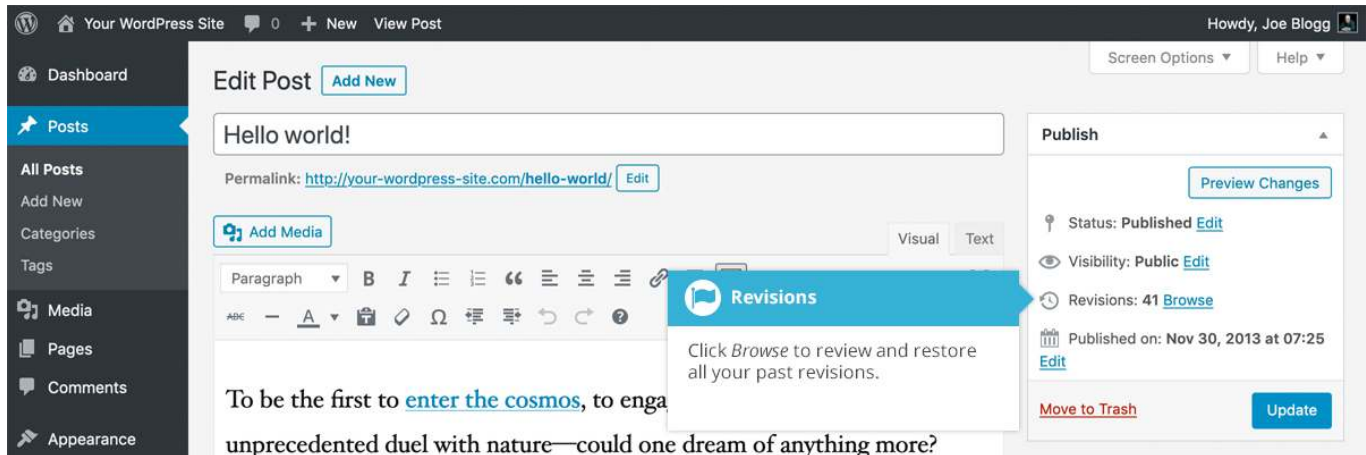 Your WordPress Site 0 + New View Post Howdy, Joe Blogg
Screen Options ▼ Help ▼
Dashboard
Posts
All Posts
Add New
Categories
Tags
Media
Pages
Comments
Appearance
Edit Post Add New
Hello world!
Permalink: http://your-wordpress-site.com/hello-world/ Edit
Add Media
Visual Text
Paragraph ▼ B I
ABC — A ▼ Ω
To be the first to enter the cosmos, to enga
unprecedented duel with nature—could one dream of anything more?
Revisions
Click Browse to review and restore
all your past revisions.
Publish
Preview Changes
Status: Published Edit
Visibility: Public Edit
Revisions: 41 Browse
Published on: Nov 30, 2013 at 07:25
Edit
Move to Trash Update